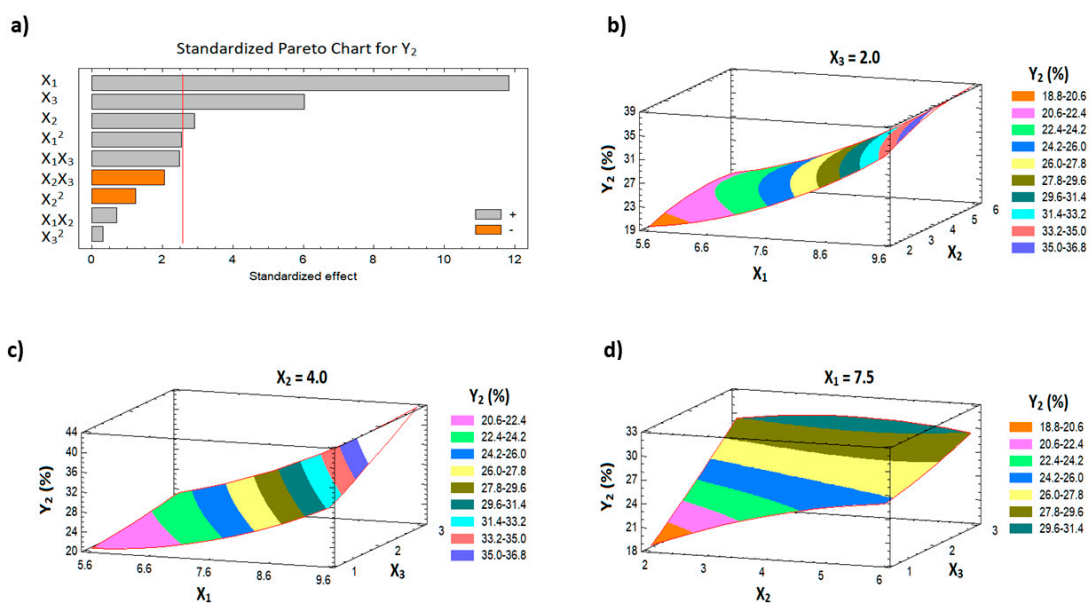 a)
Standardized Pareto Chart for Y₂
X₁
X₃
X₂
X₁²
X₁X₃
X₂X₃
X₂²
X₁X₂
X₃²
+
-
0 2 4 6 8 10 12
Standardized effect
b)
X₃ = 2.0
Y₂ (%)
39
35
31
27
23
19
5.6 6.6 7.6 8.6 9.6
X₁
2 3 4 5 6
X₂
Y₂ (%)
18.8-20.6
20.6-22.4
22.4-24.2
24.2-26.0
26.0-27.8
27.8-29.6
29.6-31.4
31.4-33.2
33.2-35.0
35.0-36.8
c)
X₂ = 4.0
Y₂ (%)
44
40
36
32
28
24
20
5.6 6.6 7.6 8.6 9.6
X₁
1 2 3
X₃
Y₂ (%)
20.6-22.4
22.4-24.2
24.2-26.0
26.0-27.8
27.8-29.6
29.6-31.4
31.4-33.2
33.2-35.0
35.0-36.8
d)
X₁ = 7.5
Y₂ (%)
33
30
27
24
21
18
2 3 4 5 6
X₂
1 2 3
X₃
Y₂ (%)
18.8-20.6
20.6-22.4
22.4-24.2
24.2-26.0
26.0-27.8
27.8-29.6
29.6-31.4